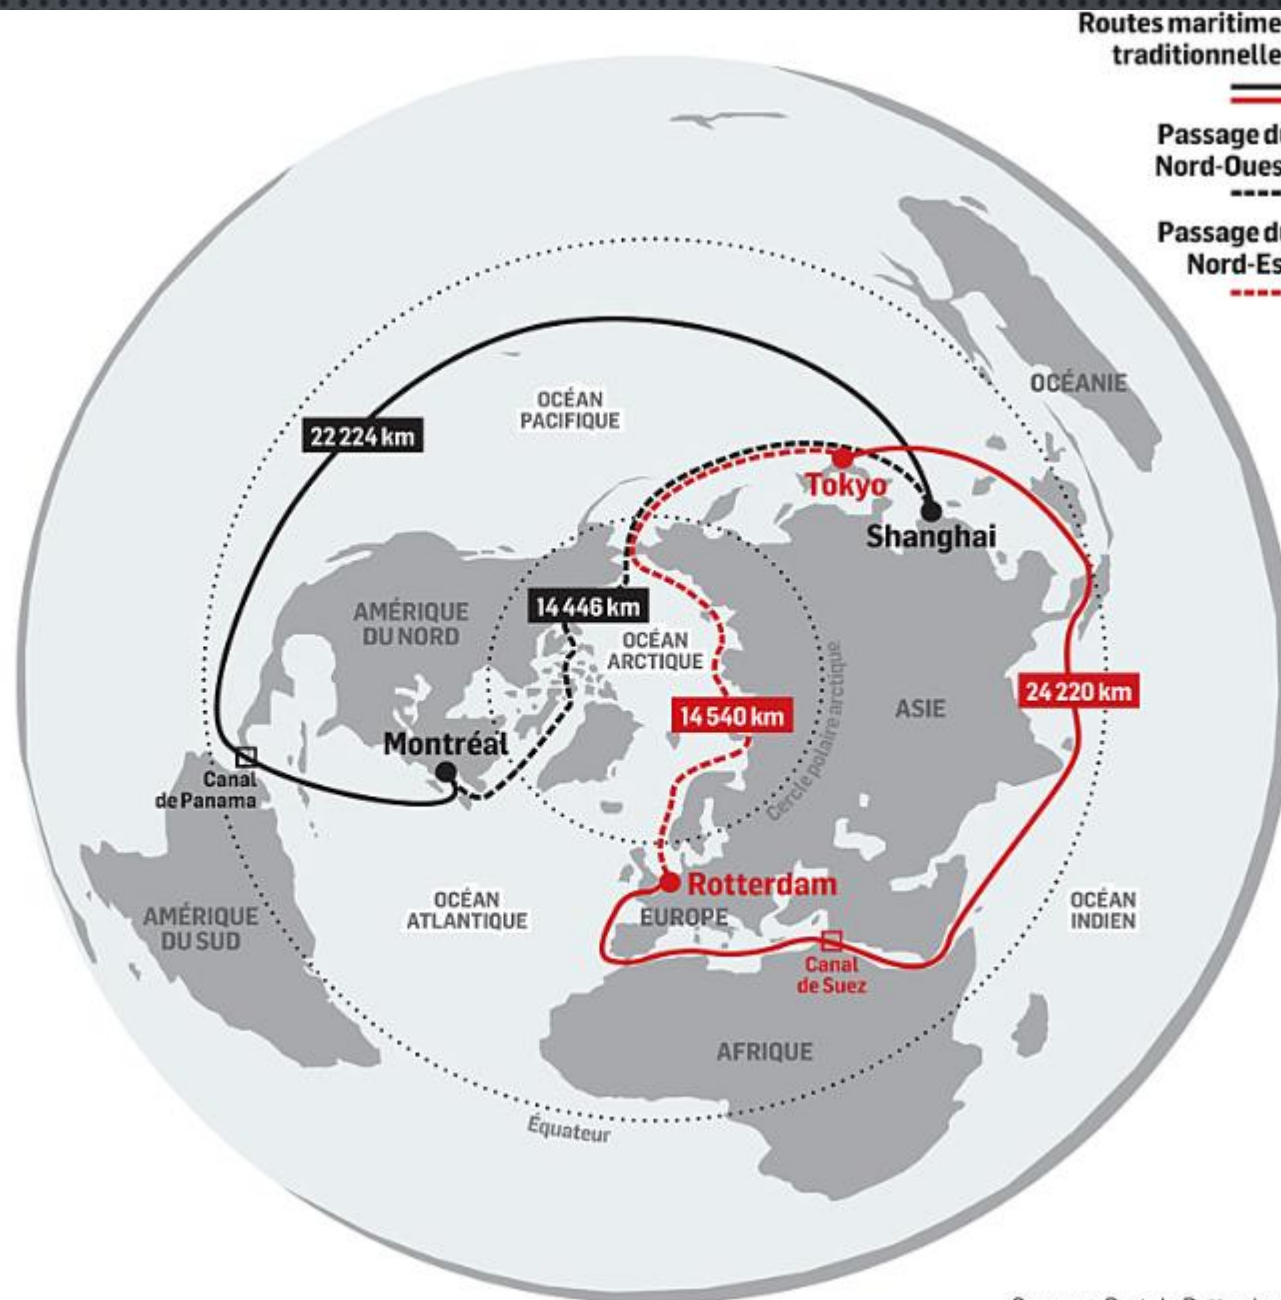 Routes maritime
traditionnelle
Passage du
Nord-Oues
Passage du
Nord-Es
OCÉANIE
OCÉAN
PACIFIQUE
22 224 km
Tokyo
Shanghai
14 446 km
AMÉRIQUE
DU NORD
OCÉAN
ARCTIQUE
Cercle polaire arctique
24 220 km
14 540 km
ASIE
Montréal
Canal
de Panama
Rotterdam
OCÉAN
ATLANTIQUE
EUROPE
OCÉAN
INDIEN
AMÉRIQUE
DU SUD
Canal
de Suez
AFRIQUE
Équateur